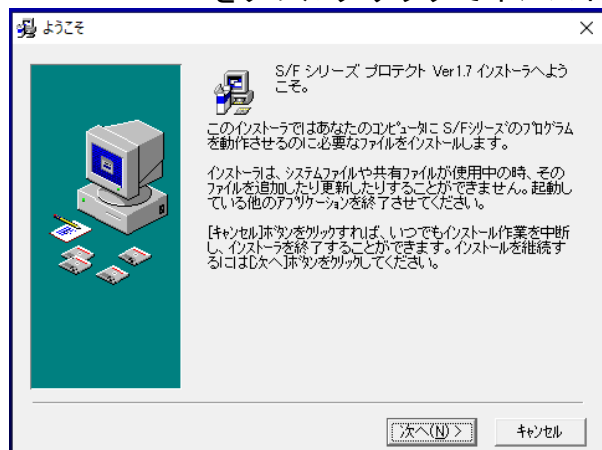 ようこそ
S/F シリーズ プロテクト Ver1.7 インストーラへよう
こそ。
このインストーラではあなたのコンピュータに S/Fシリーズのプログラム
を動作させるのに必要なファイルをインストールします。
インストーラは、システムファイルや共有ファイルが使用中の時、その
ファイルを追加したり更新したりすることができません。起動し
ている他のアプリケーションを終了させてください。
[キャンセル]ボタンをクリックすれば、いつでもインストール作業を中断
し、インストーラを終了することができます。インストールを継続す
るには[次へ]ボタンをクリックしてください。
次へ(N) >
キャンセル